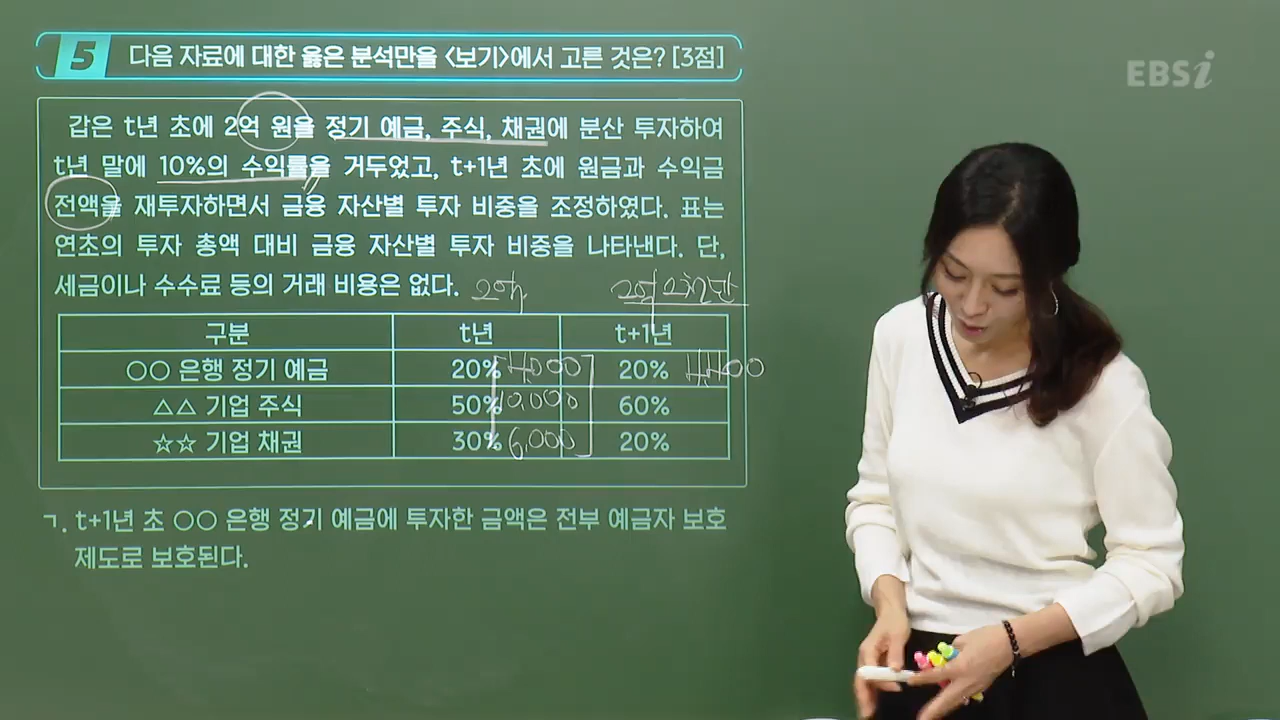 5 다음 자료에 대한 옳은 분석만을 <보기>에서 고른 것은? [3점]
EBSi
갑은 t년 초에 2억 원을 정기 예금, 주식, 채권에 분산 투자하여
t년 말에 10%의 수익률을 거두었고, t+1년 초에 원금과 수익금
전액을 재투자하면서 금융 자산별 투자 비중을 조정하였다. 표는
연초의 투자 총액 대비 금융 자산별 투자 비중을 나타낸다. 단,
세금이나 수수료 등의 거래 비용은 없다. 2억 2억 2천만
구분 t년 t+1년
○○ 은행 정기 예금 20% 4,000 20% 4,400
△△ 기업 주식 50% 10,000 60%
☆☆ 기업 채권 30% 6,000 20%
ㄱ. t+1년 초 ○○ 은행 정기 예금에 투자한 금액은 전부 예금자 보호
제도로 보호된다.